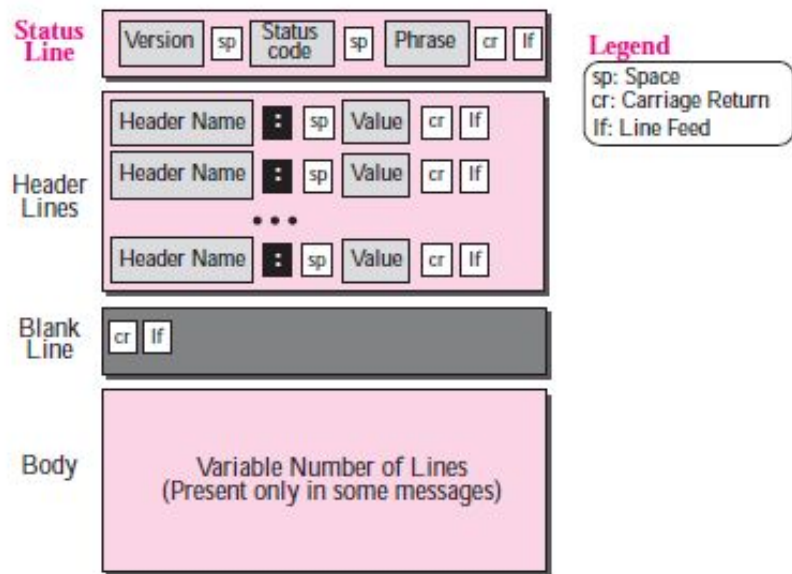 Status Line
Version sp Status code sp Phrase cr lf
Legend
sp: Space
cr: Carriage Return
lf: Line Feed
Header Lines
Header Name : sp Value cr lf
Header Name : sp Value cr lf
•••
Header Name : sp Value cr lf
Blank Line
cr lf
Body
Variable Number of Lines
(Present only in some messages)